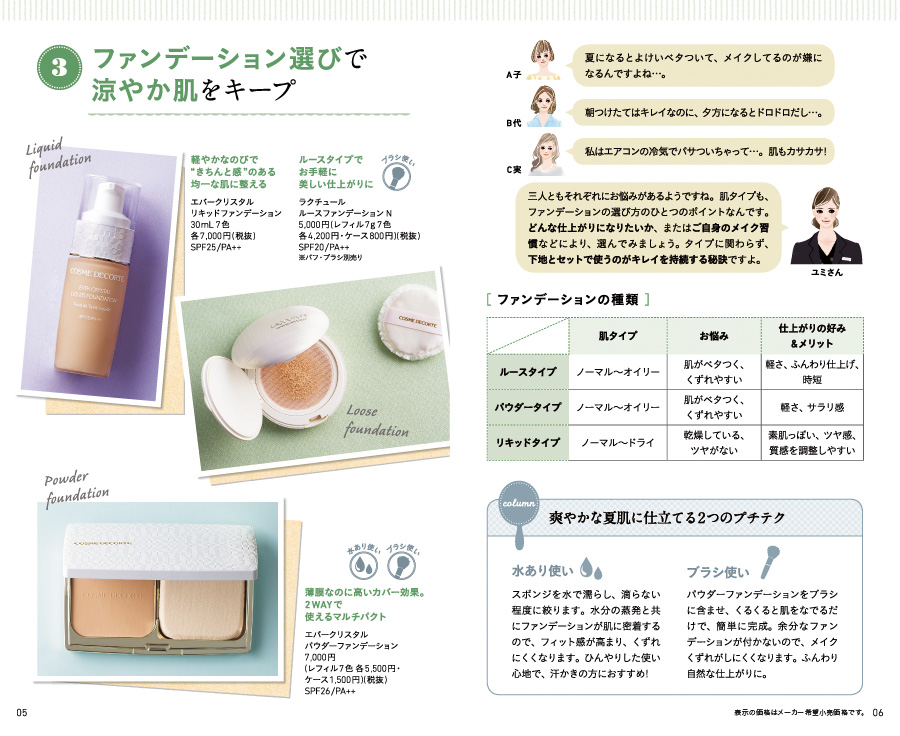 3
ファンデーション選びで
涼やか肌をキープ
Liquid
foundation
軽やかなのびで
“きちんと感”のある
均一な肌に整える
エバークリスタル
リキッドファンデーション
30mL 7色
各7,000円(税抜)
SPF25/PA++
ルースタイプで
お手軽に
美しい仕上がりに
ブラシ使い
ラクチュール
ルースファンデーション N
5,000円(レフィル7g 7色
各4,200円・ケース800円)(税抜)
SPF20/PA++
※パフ・ブラシ別売り
COSME DECORTE
COSME DECORTE
Loose
foundation
Powder
foundation
COSME DECORTE
水あり使い
ブラシ使い
薄膜なのに高いカバー効果。
2WAYで
使えるマルチパクト
エバークリスタル
パウダーファンデーション
7,000円
(レフィル7色 各5,500円・
ケース1,500円)(税抜)
SPF26/PA++
05
A子
夏になるとよけいベタついて、メイクしてるのが嫌に
なるんですよね…。
B代
朝つけたてはキレイなのに、夕方になるとドロドロだし…。
C実
私はエアコンの冷気でパサついちゃって…。肌もカサカサ!
三人ともそれぞれにお悩みがあるようですね。肌タイプも、
ファンデーションの選び方のひとつのポイントなんです。
どんな仕上がりになりたいか、またはご自身のメイク習
慣などにより、選んでみましょう。タイプに関わらず、
下地とセットで使うのがキレイを持続する秘訣ですよ。
ユミさん
[ ファンデーションの種類 ]
肌タイプ
お悩み
仕上がりの好み
&メリット
ルースタイプ
ノーマル〜オイリー
肌がベタつく、
くずれやすい
軽さ、ふんわり仕上げ、
時短
パウダータイプ
ノーマル〜オイリー
肌がベタつく、
くずれやすい
軽さ、サラリ感
リキッドタイプ
ノーマル〜ドライ
乾燥している、
ツヤがない
素肌っぽい、ツヤ感、
質感を調整しやすい
column
爽やかな夏肌に仕立てる2つのプチテク
水あり使い
スポンジを水で濡らし、滴らない
程度に絞ります。水分の蒸発と共
にファンデーションが肌に密着する
ので、フィット感が高まり、くずれ
にくくなります。ひんやりした使い
心地で、汗かきの方におすすめ!
ブラシ使い
パウダーファンデーションをブラシ
に含ませ、くるくると肌をなでるだ
けで、簡単に完成。余分なファン
デーションが付かないので、メイク
くずれがしにくくなります。ふんわり
自然な仕上がりに。
表示の価格はメーカー希望小売価格です。 06